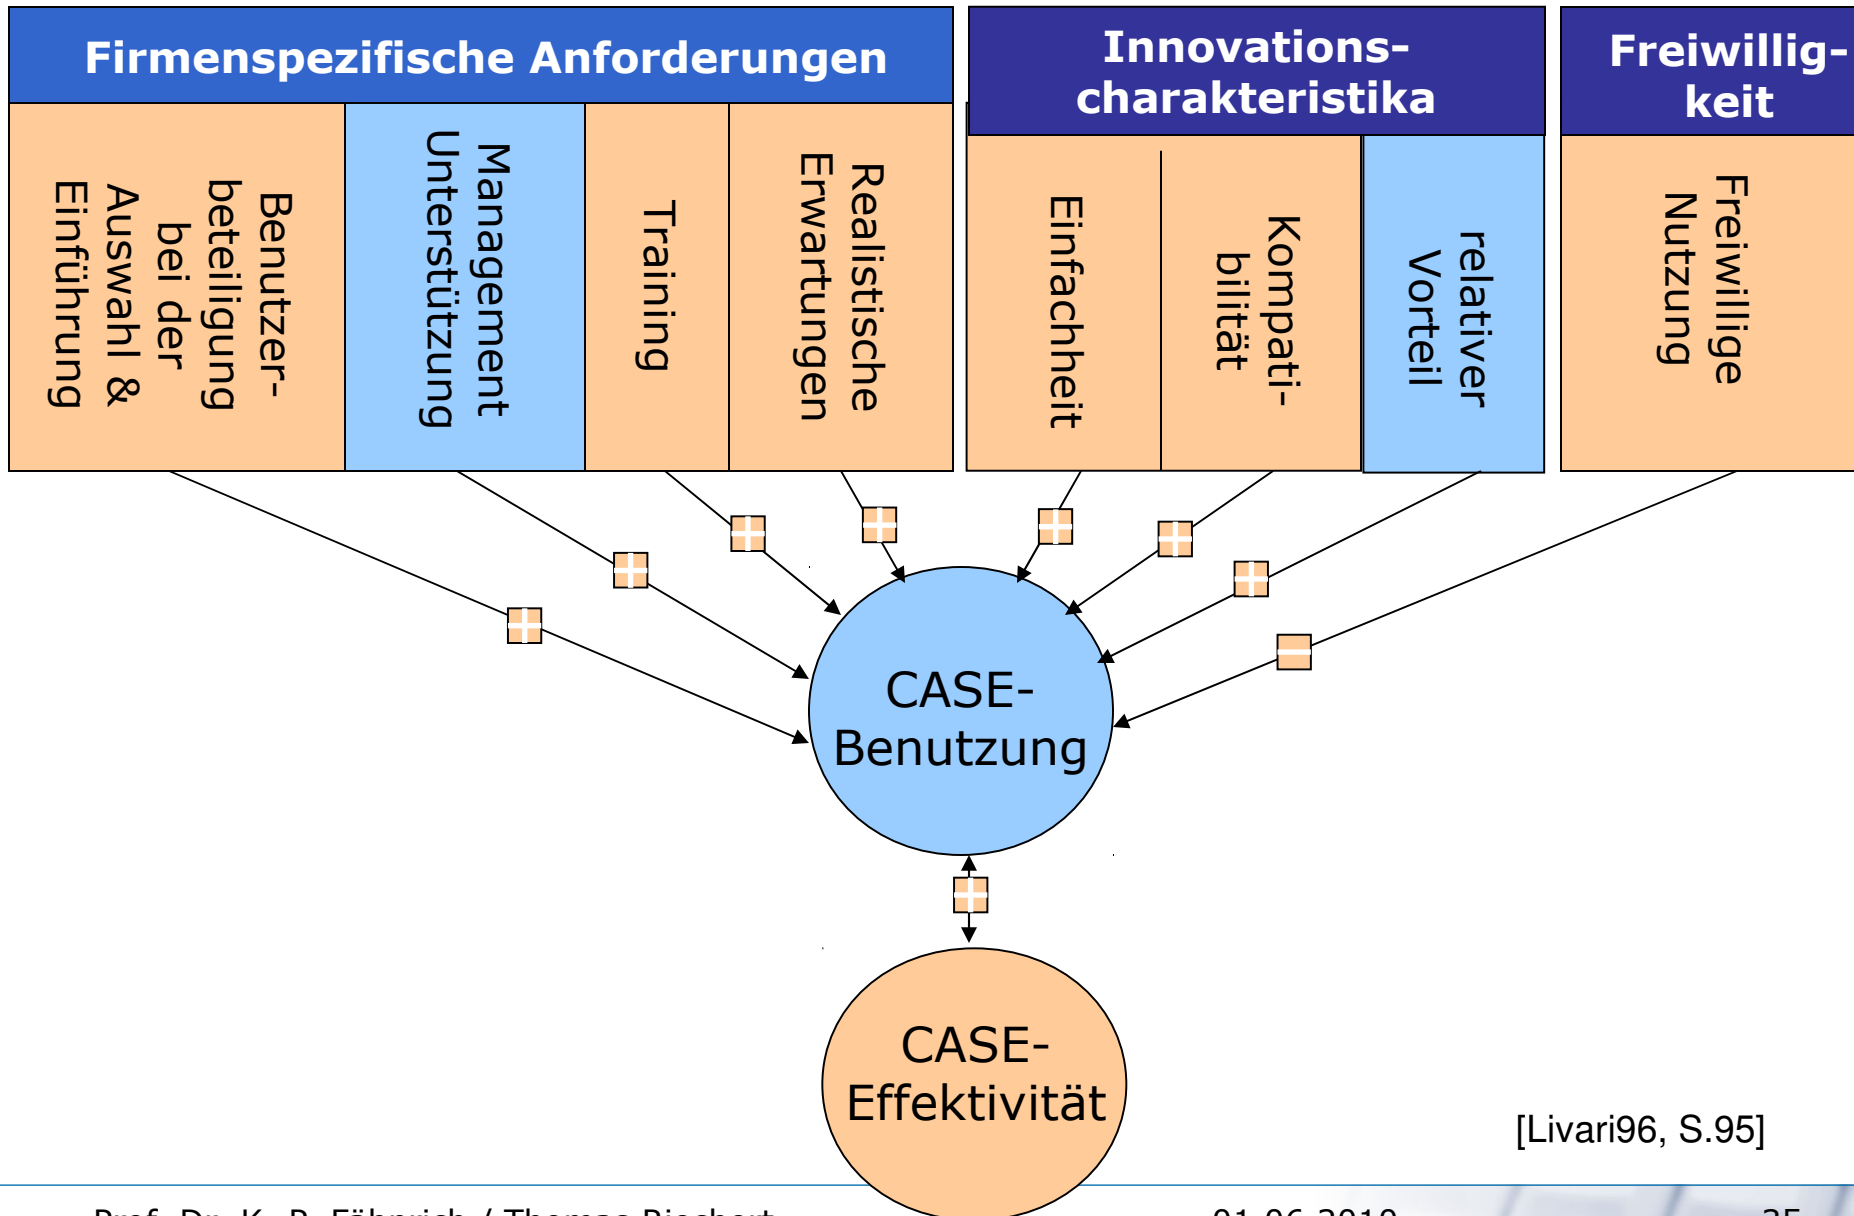 Firmenspezifische Anforderungen
Innovations-
charakteristika
Freiwillig-
keit
Benutzer-
beteiligung
bei der
Auswahl &
Einführung
Management
Unterstützung
Training
Realistische
Erwartungen
Einfachheit
Kompati-
bilität
relativer
Vorteil
Freiwillige
Nutzung
CASE-
Benutzung
CASE-
Effektivität
[Livari96, S.95]